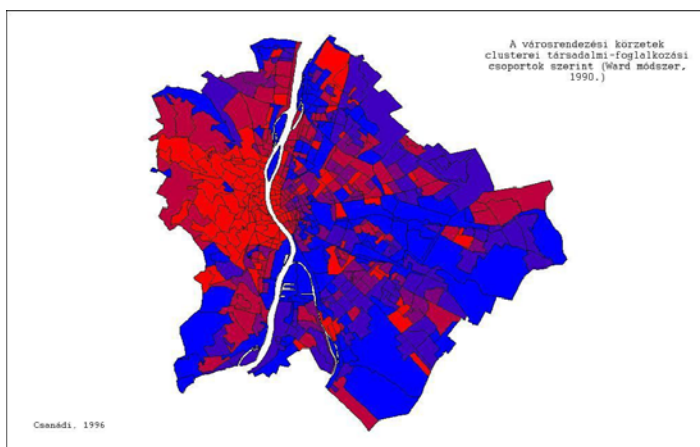 A városrendezési körzetek
clusterei társadalmi-foglalkozási
csoportok szerint (Ward módszer,
1990.)
Csanádi, 1996